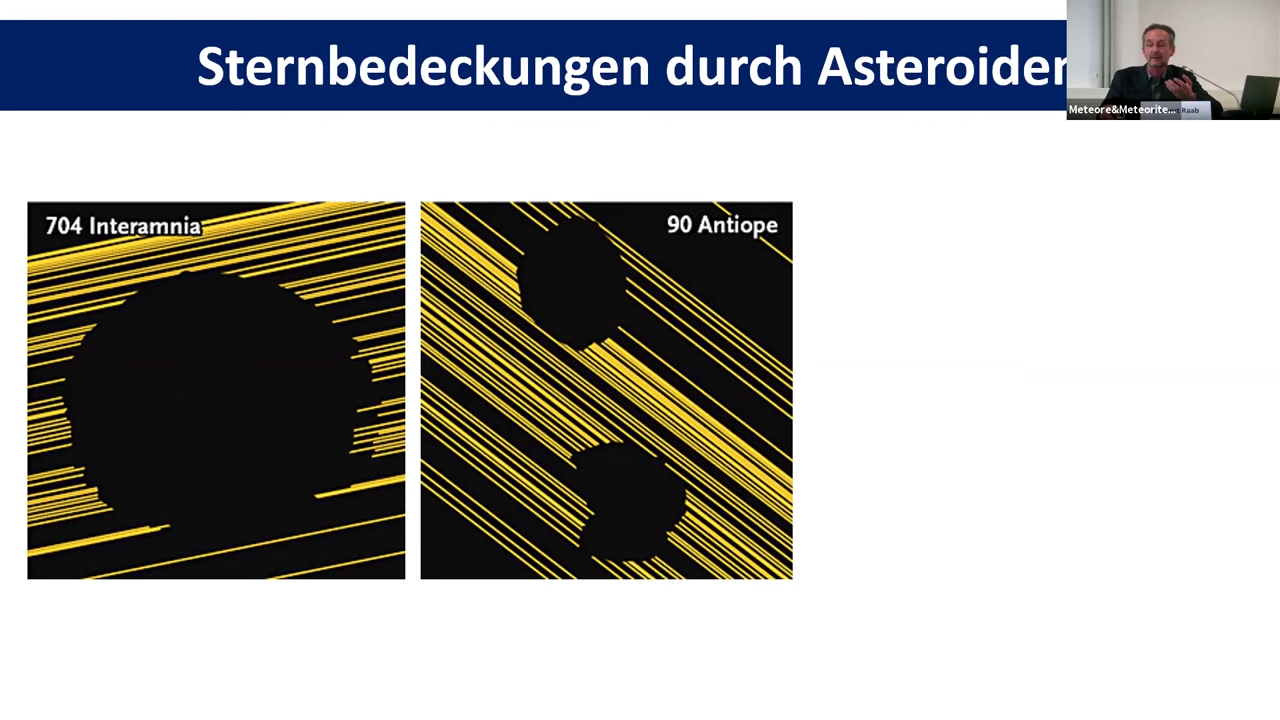 Sternbedeckungen durch Asteroiden
Meteore&Meteorite...
Raab
704 Interamnia
90 Antiope